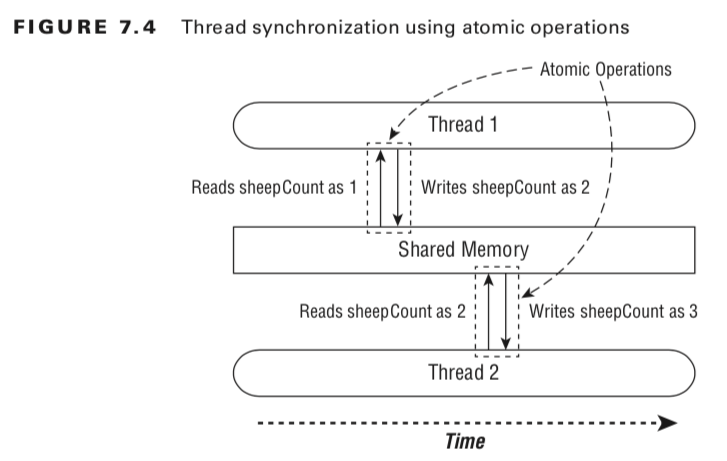 FIGURE 7.4 Thread synchronization using atomic operations
Atomic Operations
Thread 1
Reads sheepCount as 1
Writes sheepCount as 2
Shared Memory
Reads sheepCount as 2
Writes sheepCount as 3
Thread 2
Time